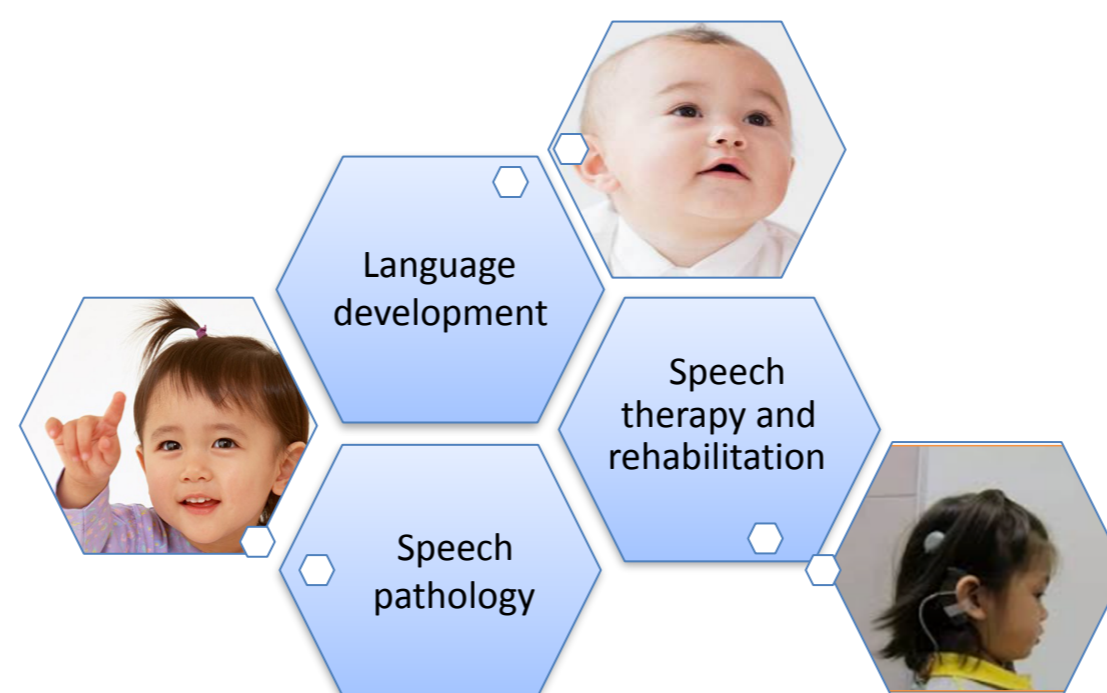 Language
development
Speech
therapy and
rehabilitation
Speech
pathology